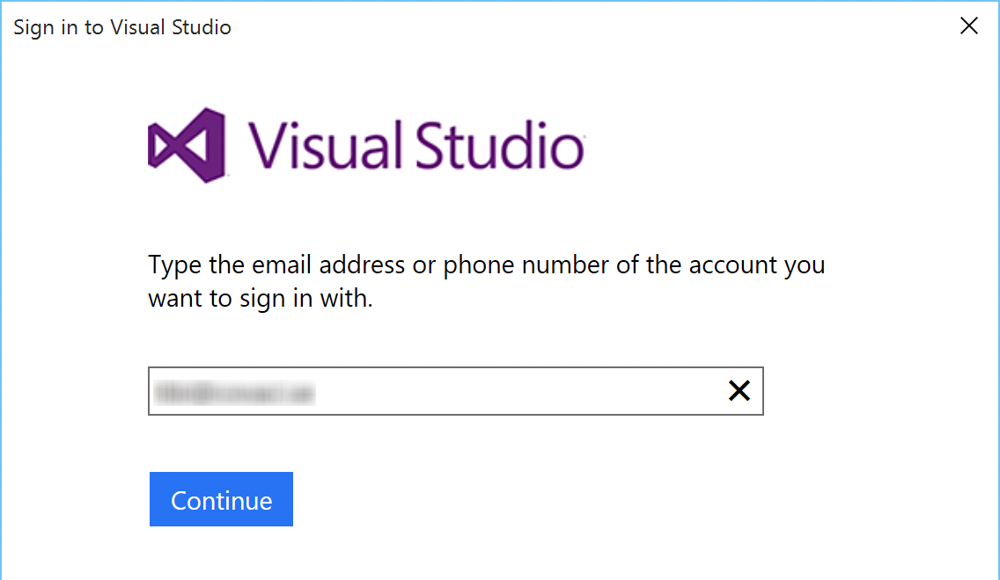 Sign in to Visual Studio
Visual Studio
Type the email address or phone number of the account you
want to sign in with.
Continue